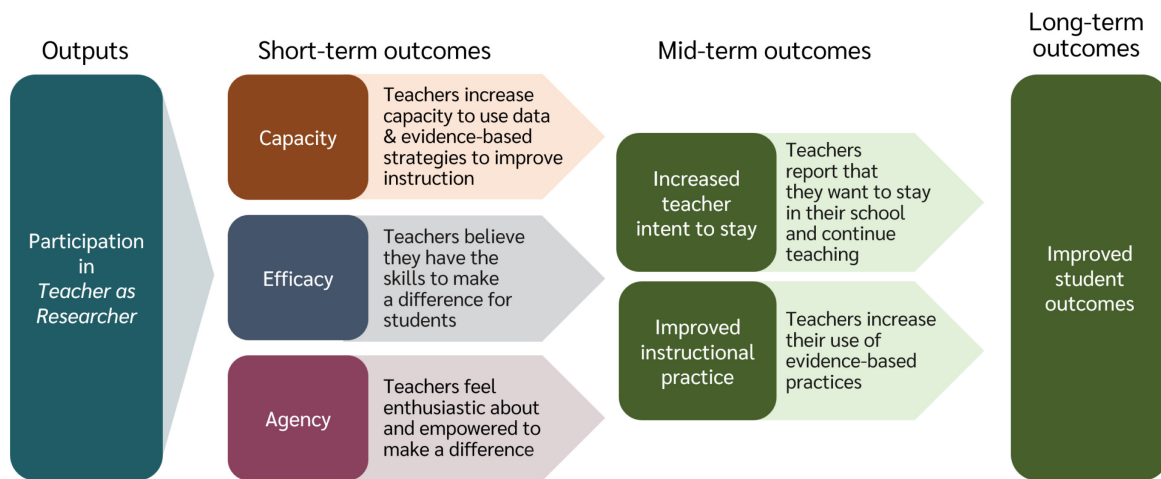 Outputs
Participation
in
Teacher as
Researcher
Short-term outcomes
Capacity
Teachers increase
capacity to use data
& evidence-based
strategies to improve
instruction
Efficacy
Teachers believe
they have the
skills to make
a difference for
students
Agency
Teachers feel
enthusiastic about
and empowered to
make a difference
Mid-term outcomes
Increased
teacher
intent to stay
Teachers
report that
they want to stay
in their school
and continue
teaching
Improved
instructional
practice
Teachers increase
their use of
evidence-based
practices
Long-term
outcomes
Improved
student
outcomes